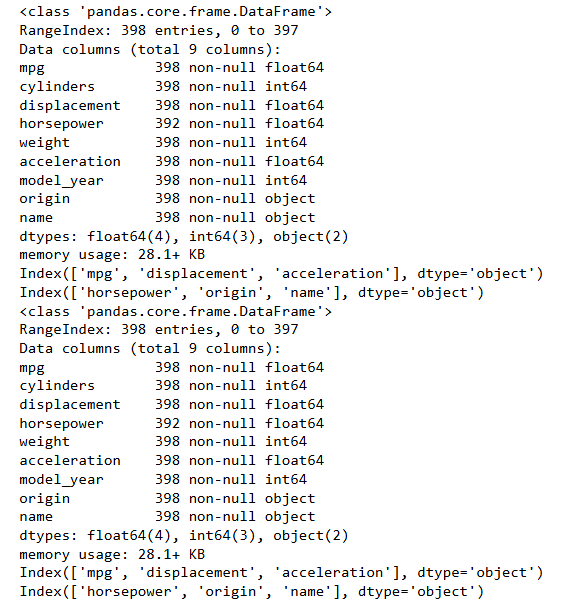 <class 'pandas.core.frame.DataFrame'>
RangeIndex: 398 entries, 0 to 397
Data columns (total 9 columns):
mpg             398 non-null float64
cylinders       398 non-null int64
displacement    398 non-null float64
horsepower      392 non-null float64
weight          398 non-null int64
acceleration    398 non-null float64
model_year      398 non-null int64
origin          398 non-null object
name            398 non-null object
dtypes: float64(4), int64(3), object(2)
memory usage: 28.1+ KB
Index(['mpg', 'displacement', 'acceleration'], dtype='object')
Index(['horsepower', 'origin', 'name'], dtype='object')
<class 'pandas.core.frame.DataFrame'>
RangeIndex: 398 entries, 0 to 397
Data columns (total 9 columns):
mpg             398 non-null float64
cylinders       398 non-null int64
displacement    398 non-null float64
horsepower      392 non-null float64
weight          398 non-null int64
acceleration    398 non-null float64
model_year      398 non-null int64
origin          398 non-null object
name            398 non-null object
dtypes: float64(4), int64(3), object(2)
memory usage: 28.1+ KB
Index(['mpg', 'displacement', 'acceleration'], dtype='object')
Index(['horsepower', 'origin', 'name'], dtype='object')